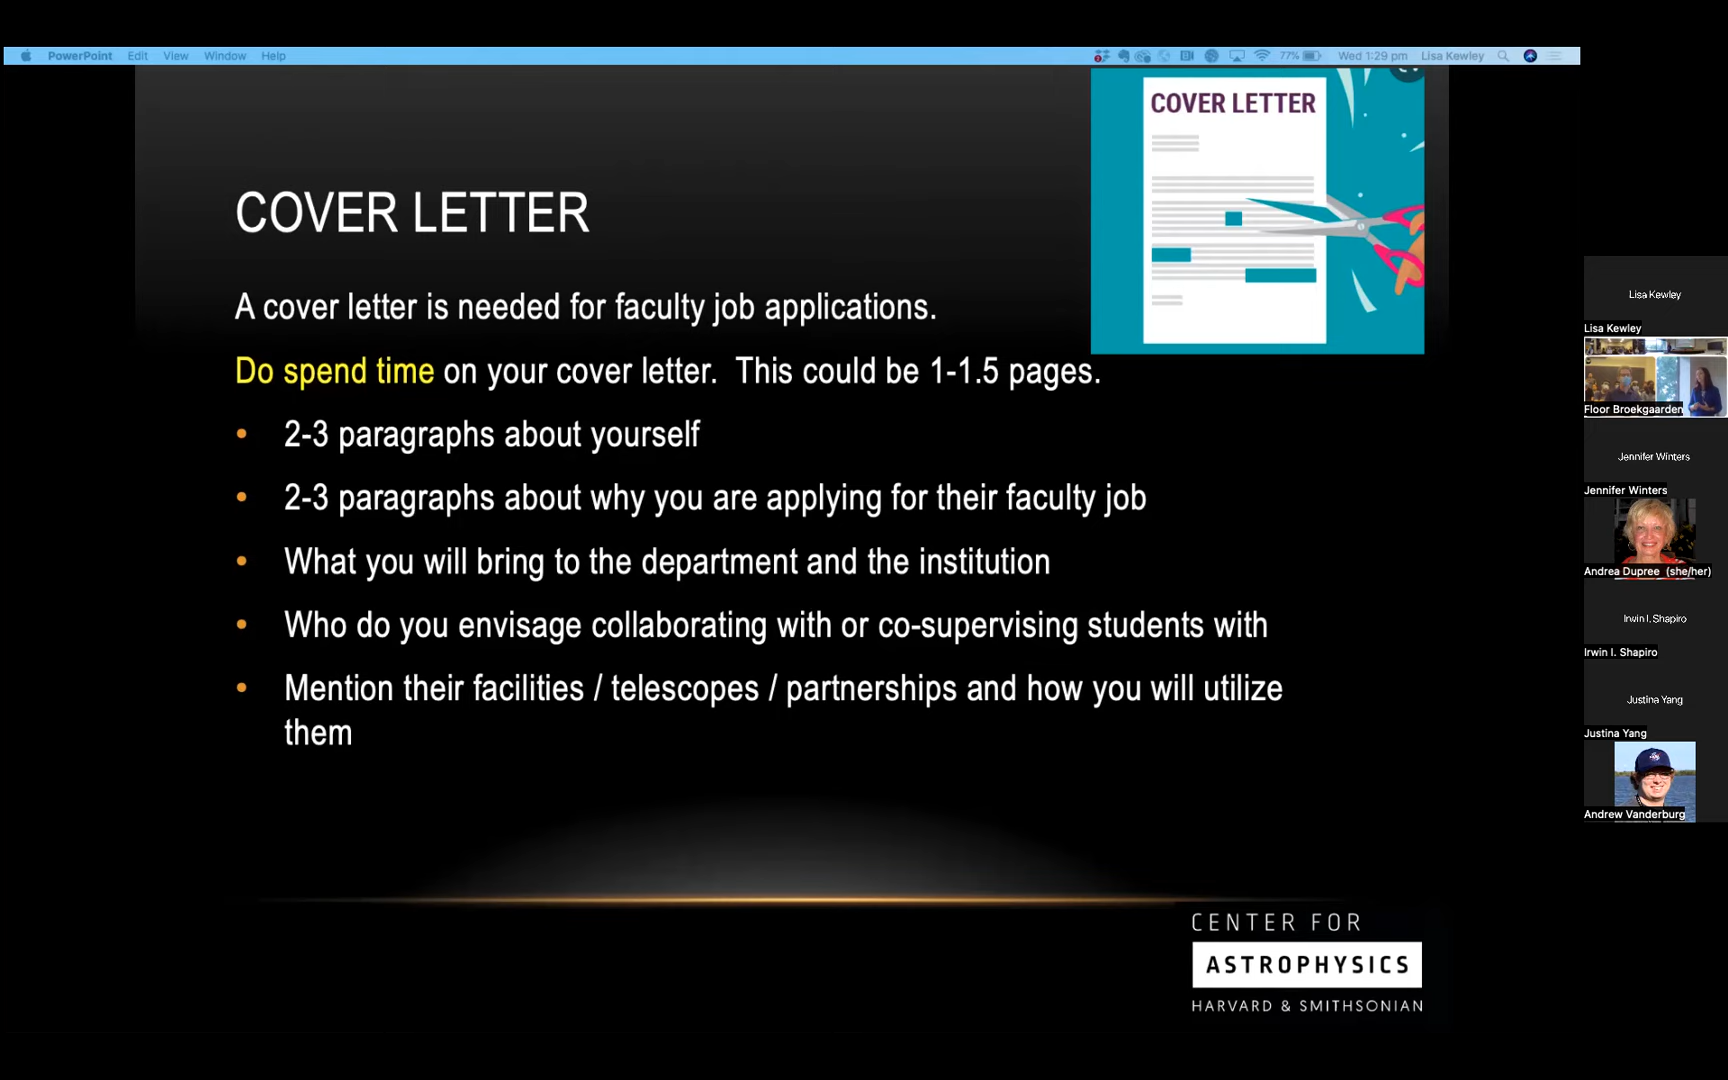 PowerPoint Edit View Window Help
77% Wed 1:29 pm Lisa Kewley
COVER LETTER
COVER LETTER
A cover letter is needed for faculty job applications.
Do spend time on your cover letter. This could be 1-1.5 pages.
• 2-3 paragraphs about yourself
• 2-3 paragraphs about why you are applying for their faculty job
• What you will bring to the department and the institution
• Who do you envisage collaborating with or co-supervising students with
• Mention their facilities / telescopes / partnerships and how you will utilize
them
CENTER FOR
ASTROPHYSICS
HARVARD & SMITHSONIAN
Lisa Kewley
Lisa Kewley
Floor Broekgaarden
Jennifer Winters
Jennifer Winters
Andrea Dupree (she/her)
Irwin I. Shapiro
Irwin I. Shapiro
Justina Yang
Justina Yang
Andrew Vanderburg